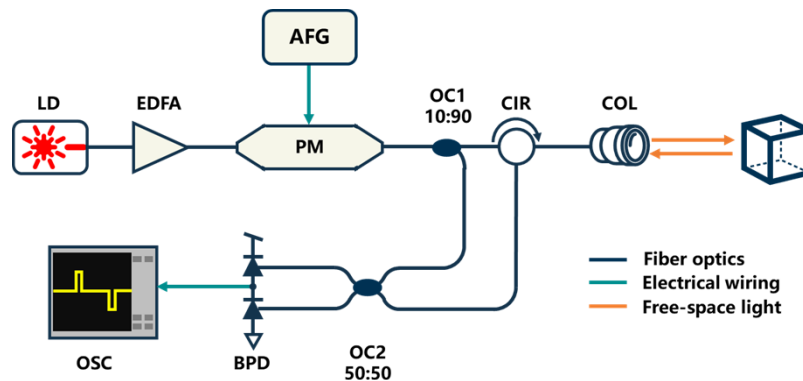 AFG
LD
EDFA
PM
OC1
10:90
CIR
COL
Fiber optics
Electrical wiring
Free-space light
OSC
BPD
OC2
50:50